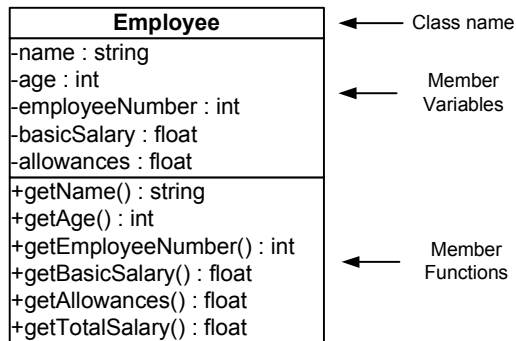 Employee
-name : string
-age : int
-employeeNumber : int
-basicSalary : float
-allowances : float
+getName() : string
+getAge() : int
+getEmployeeNumber() : int
+getBasicSalary() : float
+getAllowances() : float
+getTotalSalary() : float
Class name
Member
Variables
Member
Functions